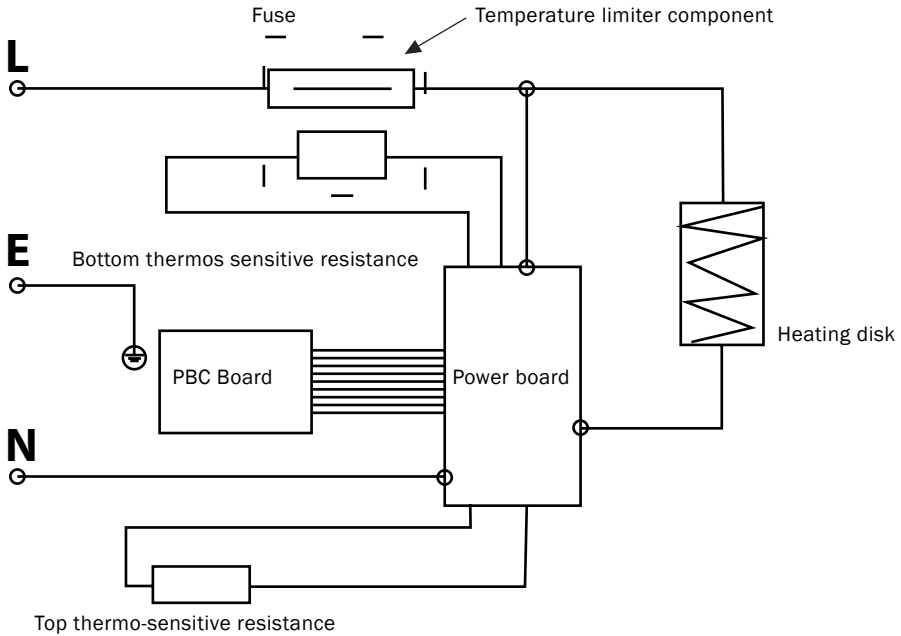 Fuse
Temperature limiter component
L
E
Bottom thermos sensitive resistance
Heating disk
PBC Board
Power board
N
Top thermo-sensitive resistance